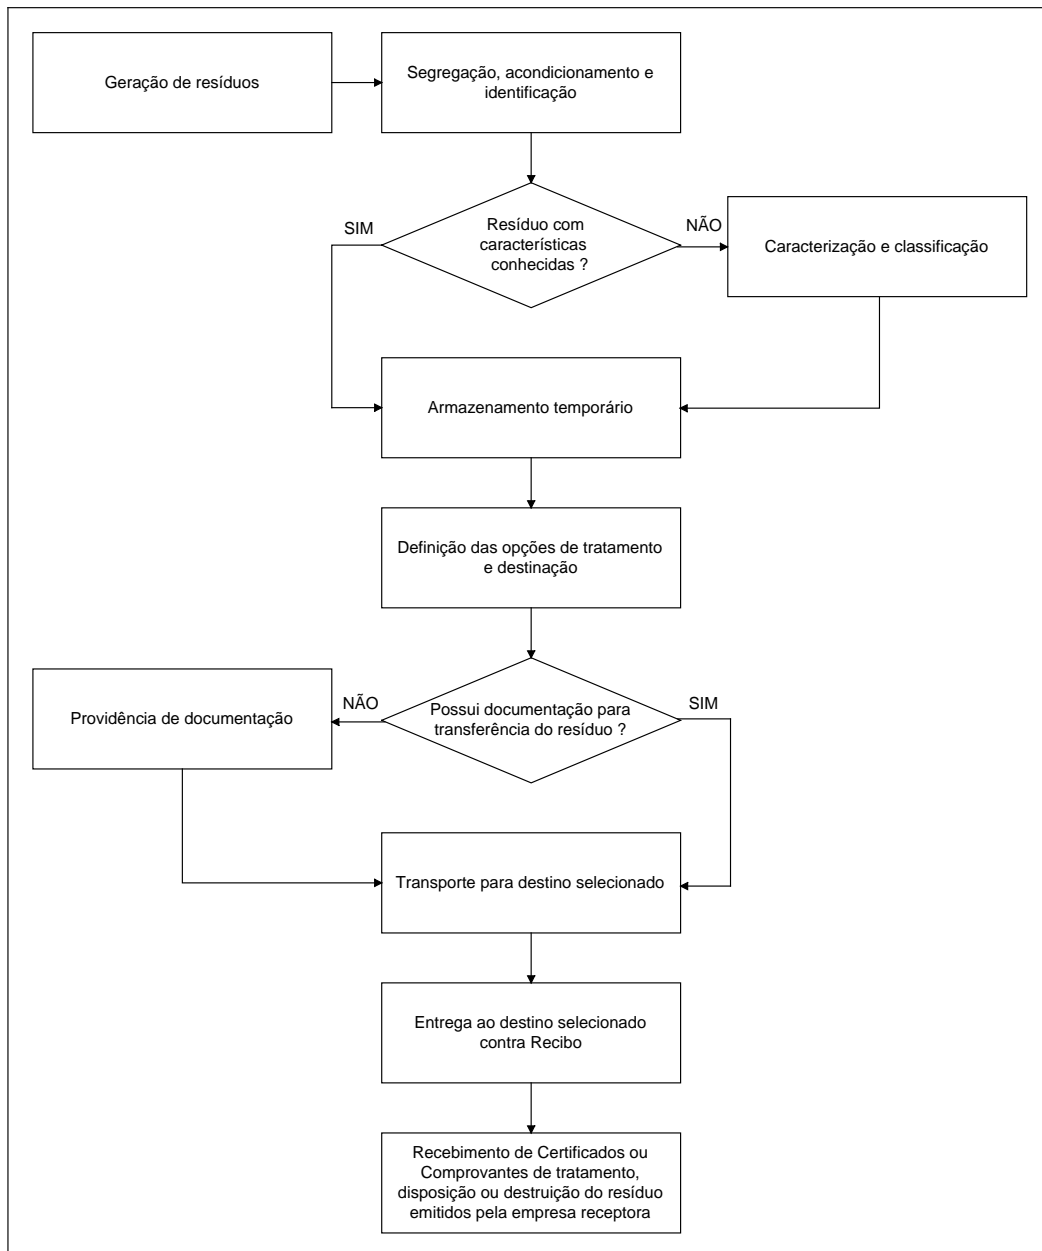 Geração de resíduos
Segregação, acondicionamento e
identificação
SIM
Resíduo com
características
conhecidas ?
NÃO
Caracterização e classificação
Armazenamento temporário
Definição das opções de tratamento
e destinação
Providência de documentação
NÃO
Possui documentação para
transferência do resíduo ?
SIM
Transporte para destino selecionado
Entrega ao destino selecionado
contra Recibo
Recebimento de Certificados ou
Comprovantes de tratamento,
disposição ou destruição do resíduo
emitidos pela empresa receptora